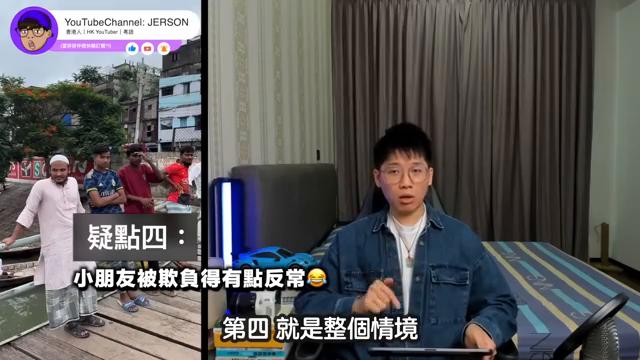 YouTubeChannel: JERSON
香港人｜HK YouTuber｜粵語
疑點四：
小朋友被欺負得有點反常😂
第四 就是整個情境